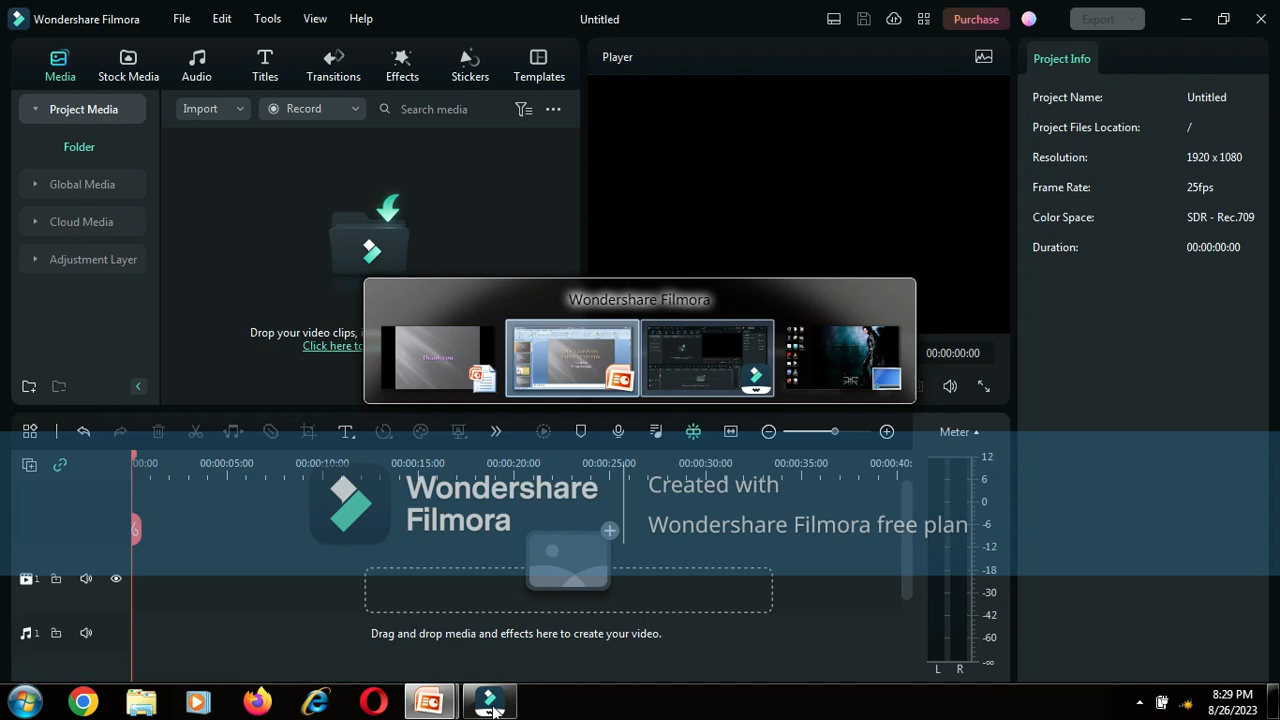 Wondershare Filmora
File
Edit
Tools
View
Help
Untitled
Purchase
Export
Media
Stock Media
Audio
Titles
Transitions
Effects
Stickers
Templates
Player
Project Info
Project Media
Import
Record
Search media
Folder
Global Media
Cloud Media
Adjustment Layer
Project Name:
Untitled
Project Files Location:
/
Resolution:
1920 x 1080
Frame Rate:
25fps
Color Space:
SDR - Rec.709
Duration:
00:00:00:00
Wondershare Filmora
Thank you
Drop your video clips, i
Click here to
00:00:00:00
Meter
00:00
00:00:05:00
00:00:10:00
00:00:15:00
00:00:20:00
00:00:25:00
00:00:30:00
00:00:35:00
00:00:40:
12
6
0
-6
-12
-18
-30
-42
-60
-∞
L R
Wondershare
Filmora
Created with
Wondershare Filmora free plan
1
1
Drag and drop media and effects here to create your video.
8:29 PM
8/26/2023